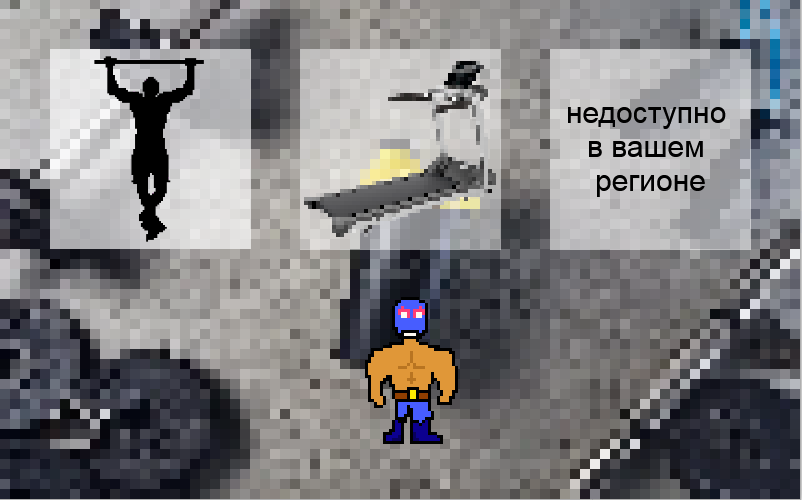 недоступно
в вашем
регионе